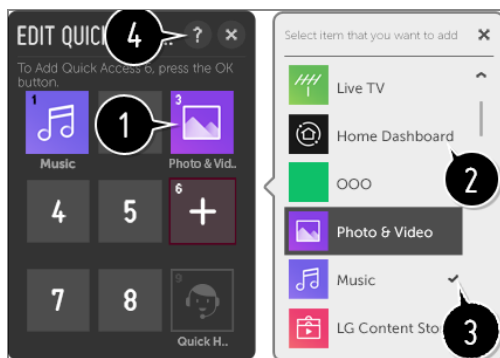 EDIT QUIC 4 .. ? ×
To Add Quick Access 6, press the OK
button.
1
3
1
Music
Photo & Vid..
4
5
6
+
7
8
9
Quick H..
Select item that you want to add ×
Live TV
Home Dashboard
2
OOO
Photo & Video
Music
3
LG Content Sto